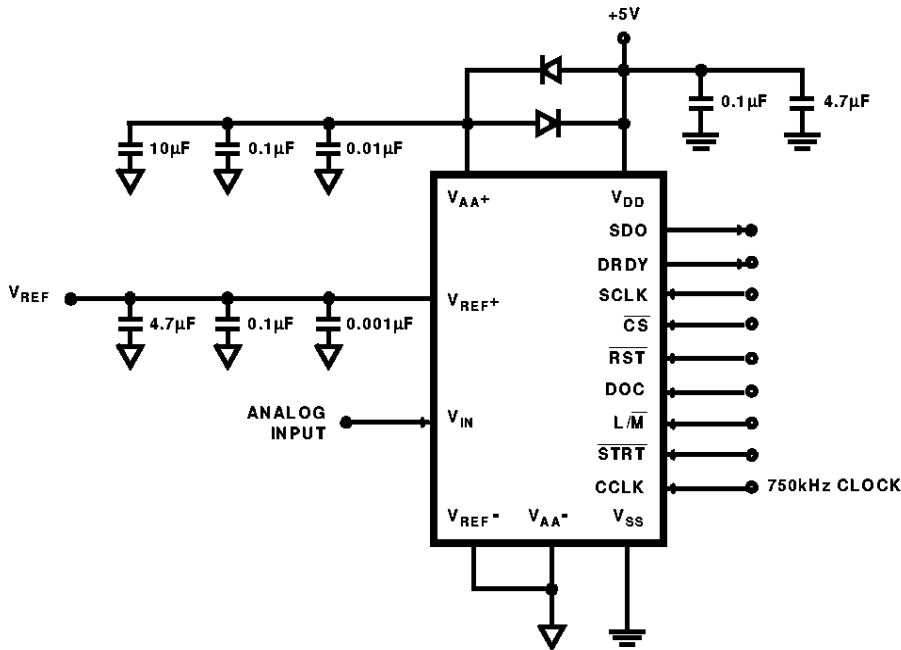 +5V
0.1µF
4.7µF
10µF
0.1µF
0.01µF
VAA+
VDD
SDO
DRDY
VREF
VREF+
SCLK
4.7µF
0.1µF
0.001µF
CS
RST
DOC
ANALOG
INPUT
VIN
L/M
STRT
CCLK
750kHz CLOCK
VREF-
VAA-
VSS